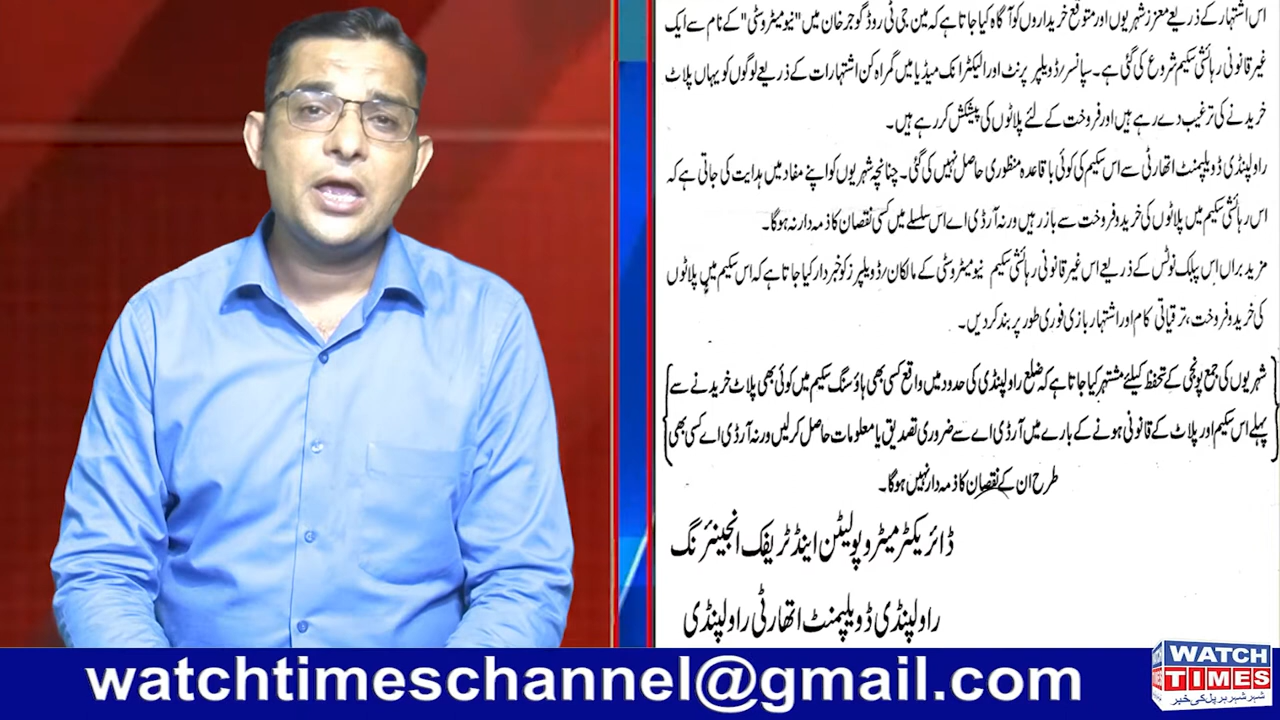 اس اشتہار کے ذریعے معزز شہریوں اور متوقع خریداروں کو آگاہ کیا جاتا ہے کہ مین جی ٹی روڈ گوجر خان میں "نیو میٹرو سٹی" کے نام سے ایک
غیر قانونی رہائشی سکیم شروع کی گئی ہے۔ سپانسر/ڈویلپر پرنٹ اور الیکٹرانک میڈیا میں گمراہ کن اشتہارات کے ذریعے لوگوں کو یہاں پلاٹ
خریدنے کی ترغیب دے رہے ہیں اور فروخت کے لئے پلاٹوں کی پیشکش کر رہے ہیں۔
راولپنڈی ڈویلپمنٹ اتھارٹی سے اس سکیم کی کوئی باقاعدہ منظوری حاصل نہیں کی گئی۔ چنانچہ شہریوں کو اپنے مفاد میں ہدایت کی جاتی ہے کہ
اس رہائشی سکیم میں پلاٹوں کی خرید و فروخت سے باز رہیں ورنہ آر ڈی اے اس سلسلے میں کسی نقصان کا ذمہ دار نہ ہوگا۔
مزید براں اس پبلک نوٹس کے ذریعے اس غیر قانونی رہائشی سکیم نیو میٹرو سٹی کے مالکان/ڈویلپرز کو خبردار کیا جاتا ہے کہ اس سکیم میں پلاٹوں
کی خرید و فروخت، ترقیاتی کام اور اشتہار بازی فوری طور پر بند کر دیں۔
شہریوں کی جمع پونجی کے تحفظ کیلئے مشتہر کیا جاتا ہے کہ ضلع راولپنڈی کی حدود میں واقع کسی بھی ہاؤسنگ سکیم میں کوئی بھی پلاٹ خریدنے سے
پہلے اس سکیم اور پلاٹ کے قانونی ہونے کے بارے میں آر ڈی اے سے ضروری تصدیق یا معلومات حاصل کر لیں ورنہ آر ڈی اے کسی بھی
طرح ان کے نقصان کا ذمہ دار نہیں ہوگا۔
ڈائریکٹر میٹروپولیٹن اینڈ ٹریفک انجینئرنگ
راولپنڈی ڈویلپمنٹ اتھارٹی راولپنڈی
watchtimeschannel@gmail.com
WATCH
TIMES
شہر شہر ہر پل کی خبر